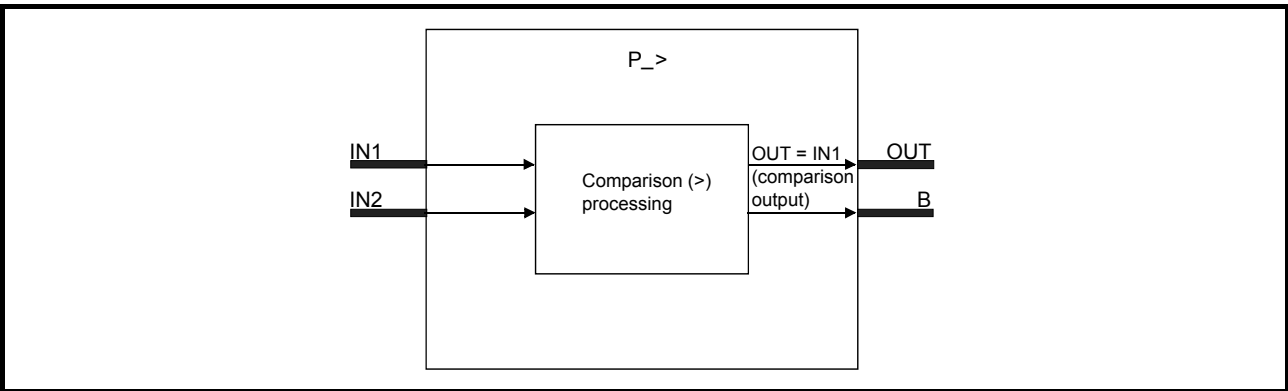 P_>
IN1
IN2
Comparison (>)
processing
OUT = IN1
(comparison
output)
OUT
B